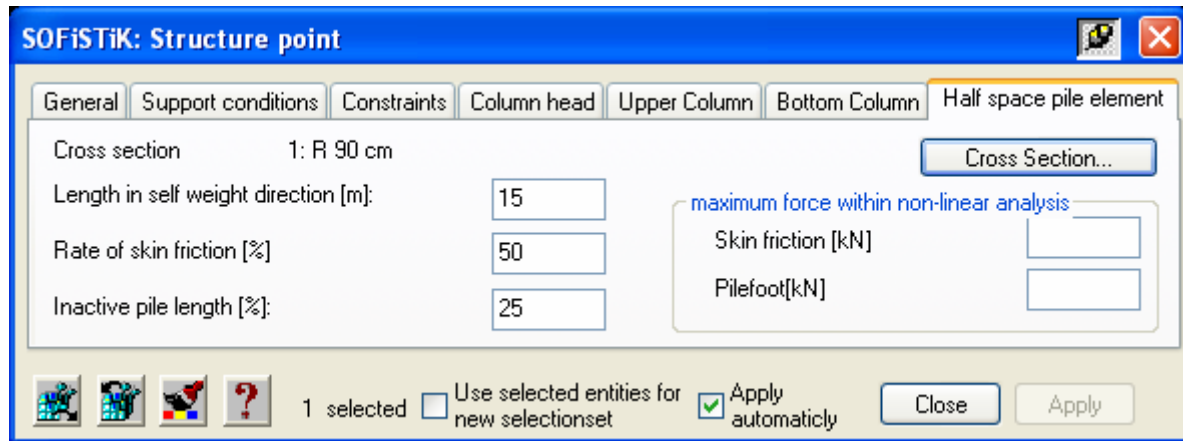 SOFiSTiK: Structure point
General Support conditions Constraints Column head Upper Column Bottom Column Half space pile element
Cross section 1: R 90 cm
Cross Section...
Length in self weight direction [m]: 15
Rate of skin friction [%] 50
Inactive pile length [%]: 25
maximum force within non-linear analysis
Skin friction [kN]
Pilefoot[kN]
1 selected
Use selected entities for
new selectionset
Apply
automaticly
Close
Apply